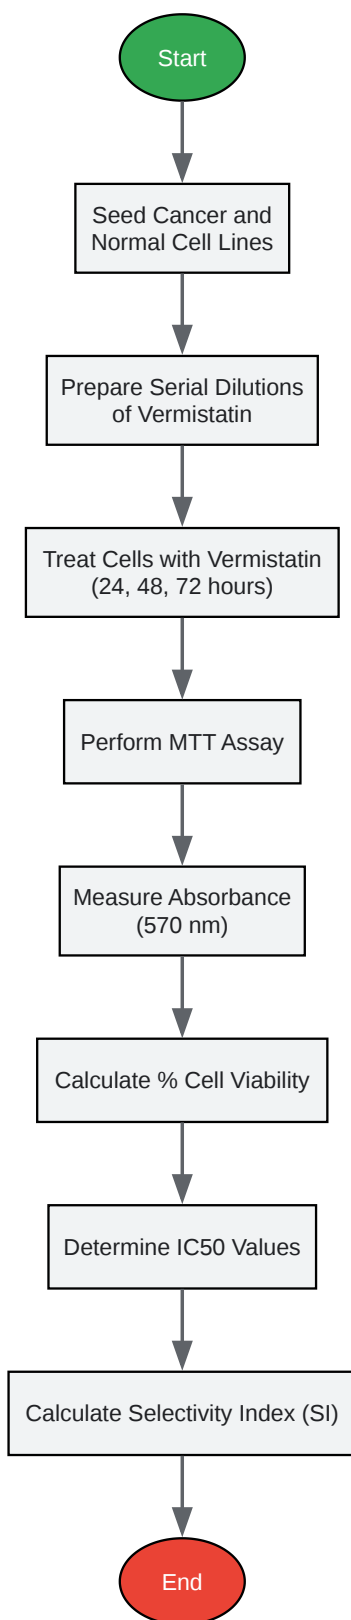 Start
Seed Cancer and
Normal Cell Lines
Prepare Serial Dilutions
of Vermistatin
Treat Cells with Vermistatin
(24, 48, 72 hours)
Perform MTT Assay
Measure Absorbance
(570 nm)
Calculate % Cell Viability
Determine IC50 Values
Calculate Selectivity Index (SI)
End